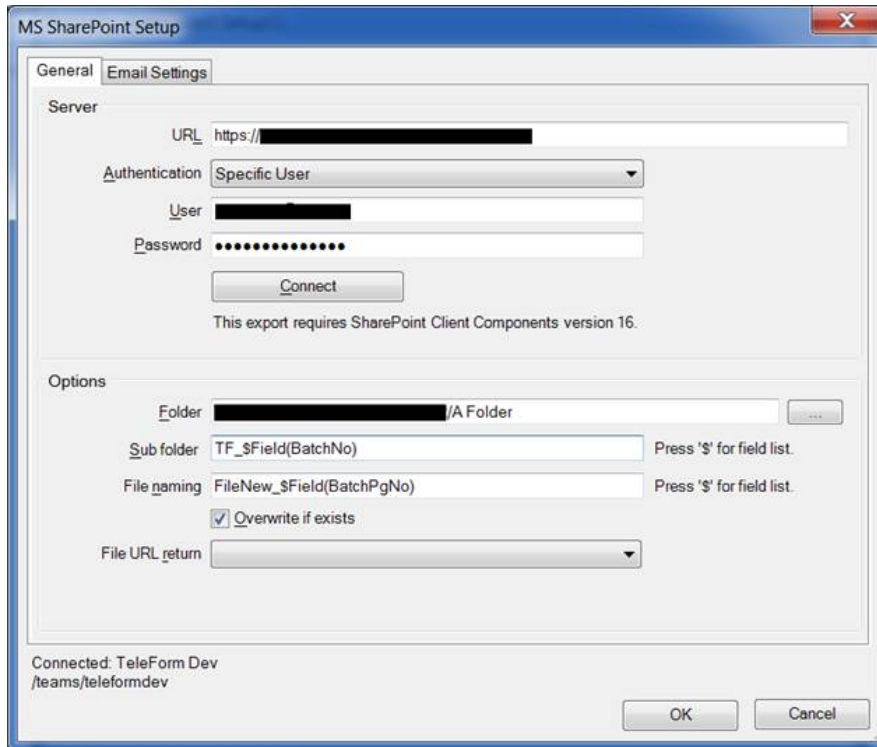 MS SharePoint Setup
General Email Settings
Server
URL https://
Authentication Specific User
User
Password ••••••••••••••
Connect
This export requires SharePoint Client Components version 16.
Options
Folder /A Folder ...
Sub folder TF_$Field(BatchNo) Press '$' for field list.
File naming FileNew_$Field(BatchPgNo) Press '$' for field list.
Overwrite if exists
File URL return
Connected: TeleForm Dev
/teams/teleformdev
OK Cancel